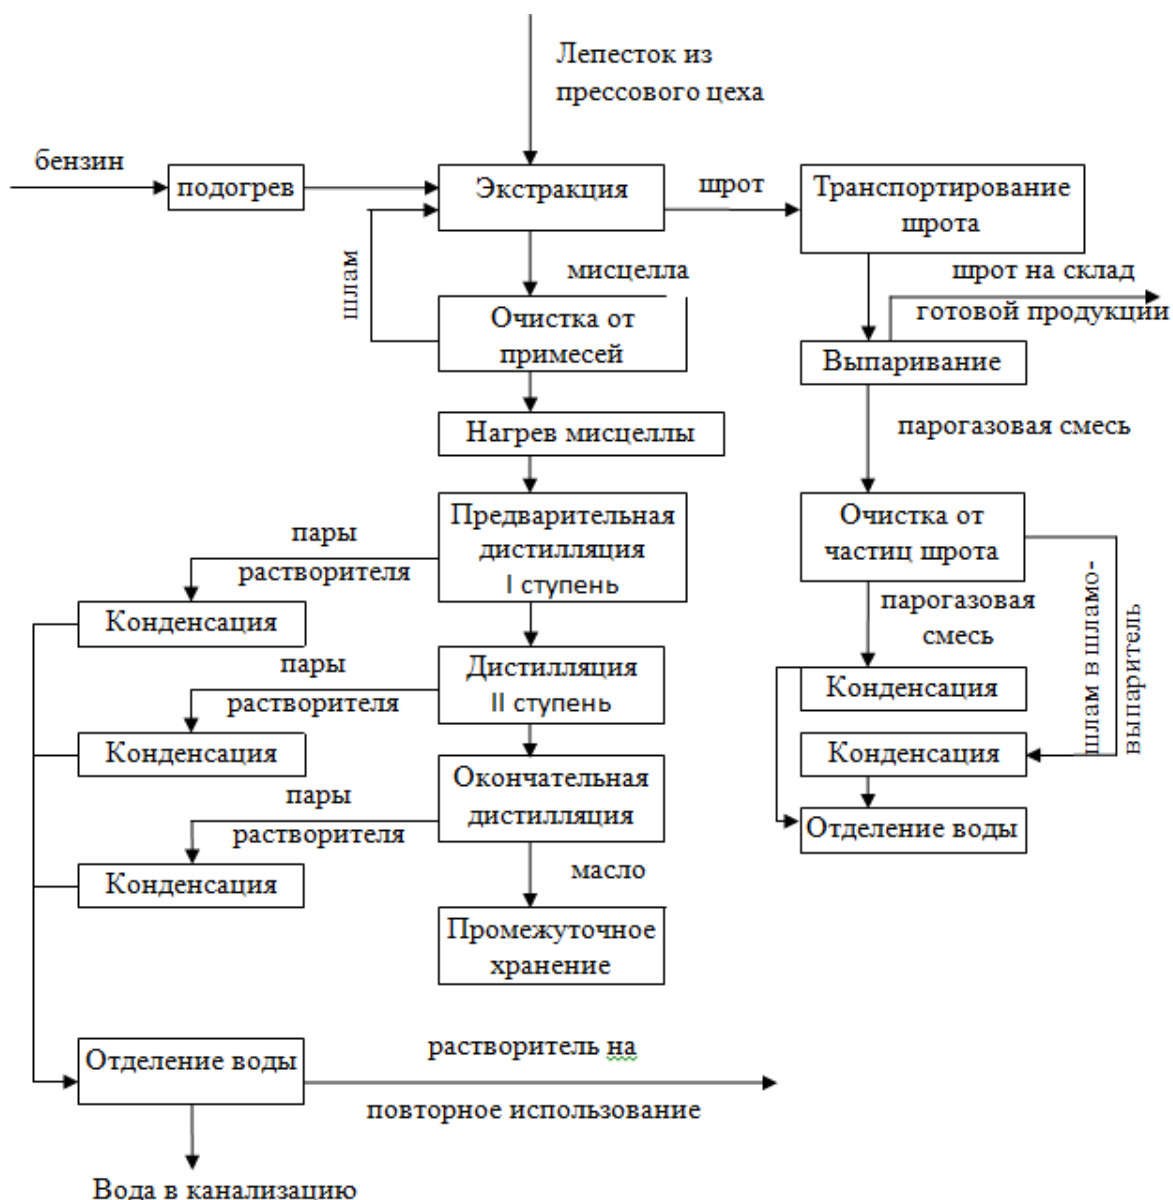 Лепесток из
прессового цеха
бензин
подогрев
Экстракция
шрот
Транспортирование
шрота
шлам
мисцелла
шрот на склад
готовой продукции
Очистка от
примесей
Выпаривание
Нагрев мисцеллы
парогазовая смесь
Предварительная
дистилляция
I ступень
пары
растворителя
Очистка от
частиц шрота
Конденсация
парогазовая
смесь
шлам в шламо-
выпаритель
Дистилляция
II ступень
пары
растворителя
Конденсация
Конденсация
Конденсация
Окончательная
дистилляция
пары
растворителя
Отделение воды
Конденсация
масло
Промежуточное
хранение
Отделение воды
растворитель на
повторное использование
Вода в канализацию